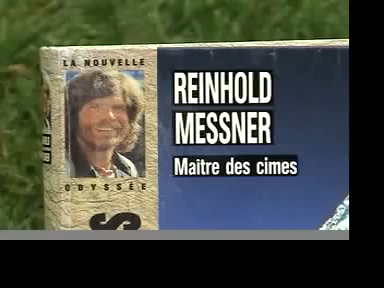 LA NOUVELLE
ODYSSÉE
REINHOLD
MESSNER
Maître des cimes
S